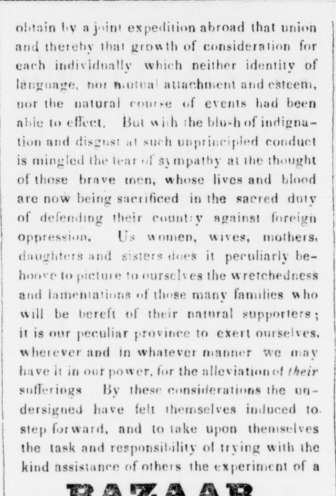 obtain by a joint expedition abroad that union
and thereby that growth of consideration for
each individually which neither identity of
language, nor mutual attachment and esteem,
nor the natural course of events had been
able to effect. But with the blush of indigna-
tion and disgust at such unprincipled conduct
is mingled the tear of sympathy at the thought
of those brave men, whose lives and blood
are now being sacrificed in the sacred duty
of defending their country against foreign
oppression. Us women, wives, mothers,
daughters and sisters does it peculiarly be-
hoove to picture to ourselves the wretchedness
and lamentations of those many families who
will be bereft of their natural supporters;
it is our peculiar province to exert ourselves,
wherever and in whatever manner we may
have it in our power, for the alleviation of their
sufferings By these considerations the un-
dersigned have felt themselves induced to
step forward, and to take upon themselves
the task and responsibility of trying with the
kind assistance of others the experiment of a
BAZAAR